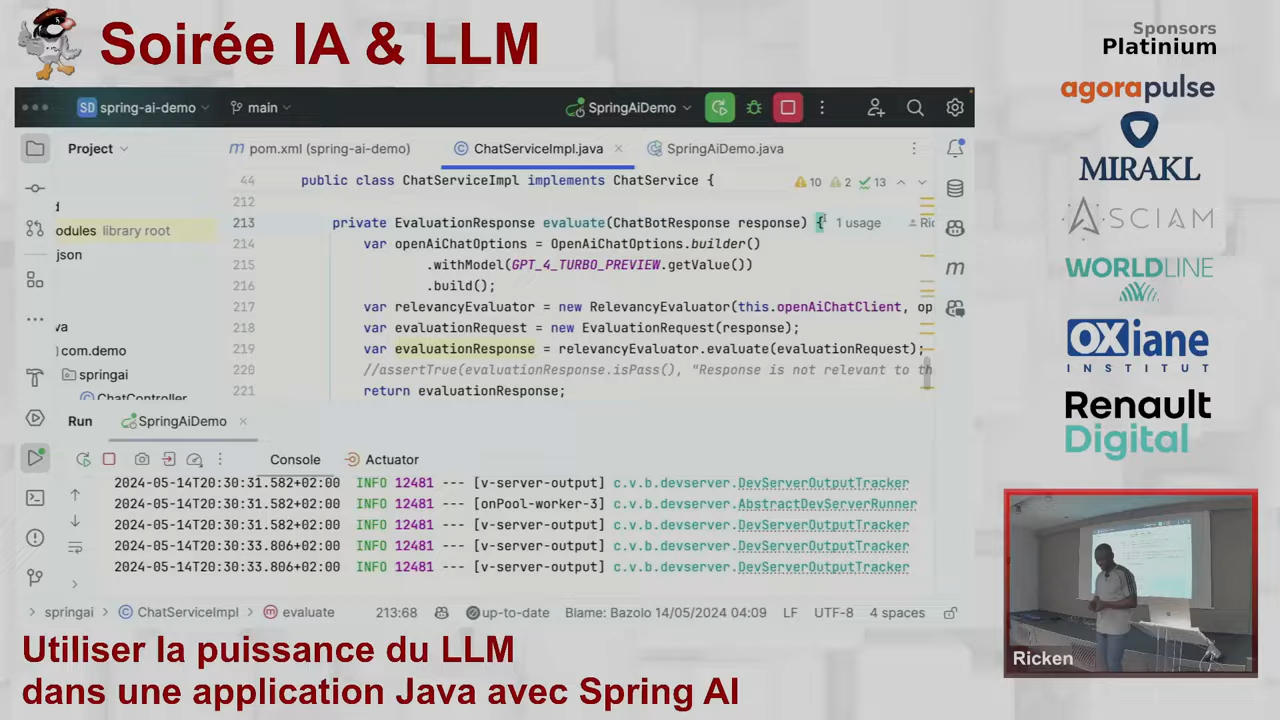 Soirée IA & LLM
Sponsors
Platinium
agorapulse
MIRAKL
ASCIAM
WORLDLINE
OXiane
INSTITUT
Renault
Digital
SD spring-ai-demo
main
SpringAiDemo
Project
pom.xml (spring-ai-demo)
ChatServiceImpl.java
SpringAiDemo.java
44 public class ChatServiceImpl implements ChatService {
10 2 13
212
213 private EvaluationResponse evaluate(ChatBotResponse response) { 1 usage Ric
214 var openAiChatOptions = OpenAiChatOptions.builder()
215 .withModel(GPT_4_TURBO_PREVIEW.getValue())
216 .build();
217 var relevancyEvaluator = new RelevancyEvaluator(this.openAiChatClient, op
218 var evaluationRequest = new EvaluationRequest(response);
219 var evaluationResponse = relevancyEvaluator.evaluate(evaluationRequest);
220 //assertTrue(evaluationResponse.isPass(), "Response is not relevant to th
221 return evaluationResponse;
d
odules library root
json
va
com.demo
springai
ChatController
Run
SpringAiDemo
Console
Actuator
2024-05-14T20:30:31.582+02:00 INFO 12481 --- [v-server-output] c.v.b.devserver.DevServerOutputTracker
2024-05-14T20:30:31.582+02:00 INFO 12481 --- [onPool-worker-3] c.v.b.devserver.AbstractDevServerRunner
2024-05-14T20:30:31.582+02:00 INFO 12481 --- [v-server-output] c.v.b.devserver.DevServerOutputTracker
2024-05-14T20:30:33.806+02:00 INFO 12481 --- [v-server-output] c.v.b.devserver.DevServerOutputTracker
2024-05-14T20:30:33.806+02:00 INFO 12481 --- [v-server-output] c.v.b.devserver.DevServerOutputTracker
springai > ChatServiceImpl > evaluate 213:68 up-to-date Blame: Bazolo 14/05/2024 04:09 LF UTF-8 4 spaces
Ricken
Utiliser la puissance du LLM
dans une application Java avec Spring AI